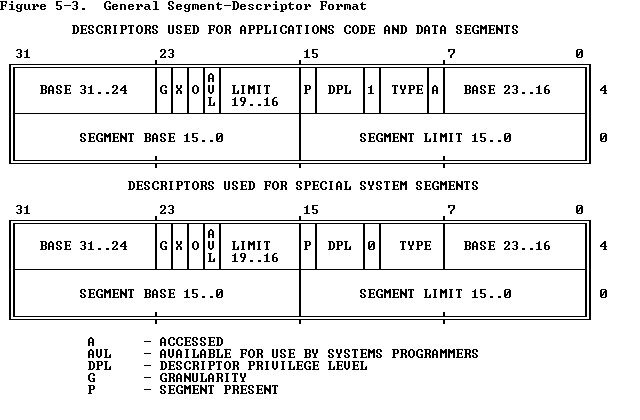 Figure 5-3.  General Segment-Descriptor Format
DESCRIPTORS USED FOR APPLICATIONS CODE AND DATA SEGMENTS
31 23 15 7 0
BASE 31..24 G X O AVL LIMIT 19..16 P DPL 1 TYPE A BASE 23..16 4
SEGMENT BASE 15..0 SEGMENT LIMIT 15..0 0
DESCRIPTORS USED FOR SPECIAL SYSTEM SEGMENTS
31 23 15 7 0
BASE 31..24 G X O AVL LIMIT 19..16 P DPL 0 TYPE BASE 23..16 4
SEGMENT BASE 15..0 SEGMENT LIMIT 15..0 0
A - ACCESSED
AVL - AVAILABLE FOR USE BY SYSTEMS PROGRAMMERS
DPL - DESCRIPTOR PRIVILEGE LEVEL
G - GRANULARITY
P - SEGMENT PRESENT